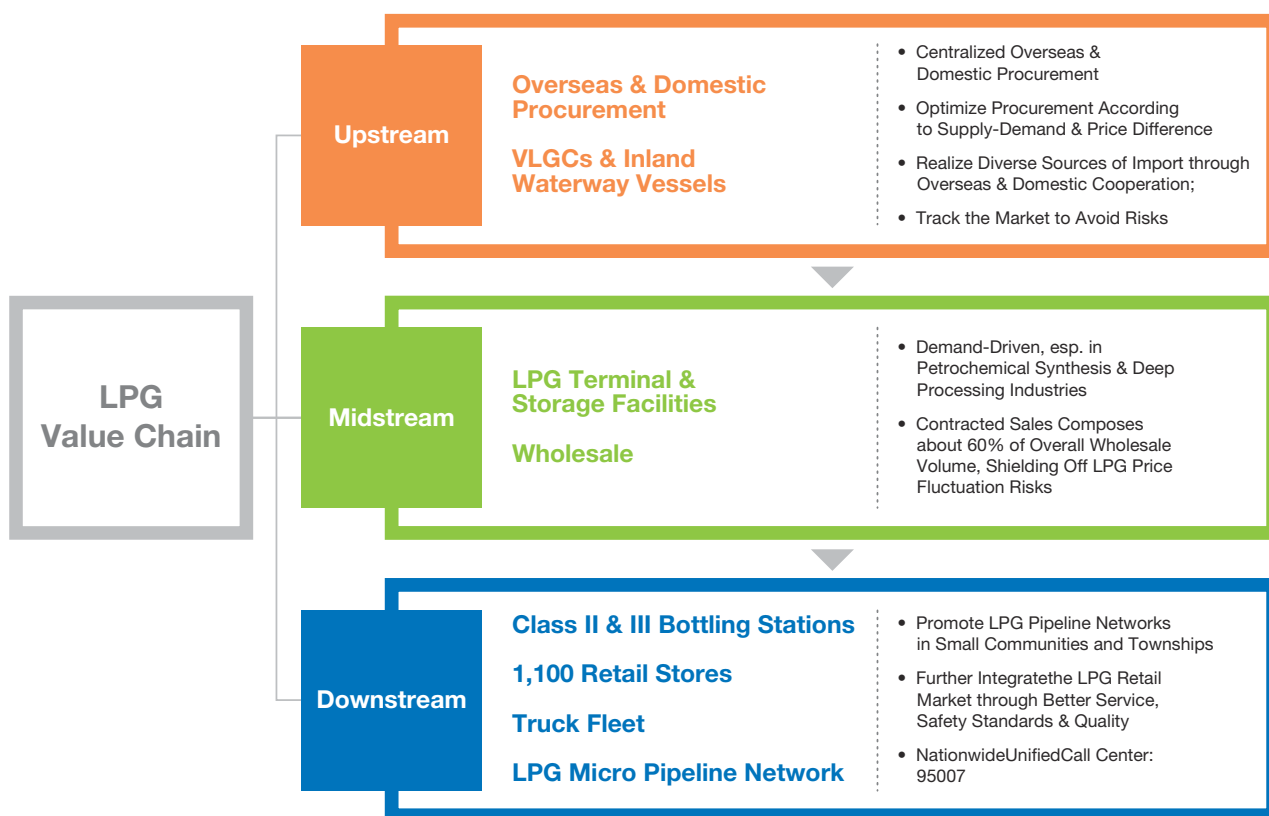 LPG
Value Chain
Upstream
Overseas & Domestic
Procurement
VLGCs & Inland
Waterway Vessels
• Centralized Overseas &
Domestic Procurement
• Optimize Procurement According
to Supply-Demand & Price Difference
• Realize Diverse Sources of Import through
Overseas & Domestic Cooperation;
• Track the Market to Avoid Risks
Midstream
LPG Terminal &
Storage Facilities
Wholesale
• Demand-Driven, esp. in
Petrochemical Synthesis & Deep
Processing Industries
• Contracted Sales Composes
about 60% of Overall Wholesale
Volume, Shielding Off LPG Price
Fluctuation Risks
Downstream
Class II & III Bottling Stations
1,100 Retail Stores
Truck Fleet
LPG Micro Pipeline Network
• Promote LPG Pipeline Networks
in Small Communities and Townships
• Further Integratethe LPG Retail
Market through Better Service,
Safety Standards & Quality
• NationwideUnifiedCall Center:
95007